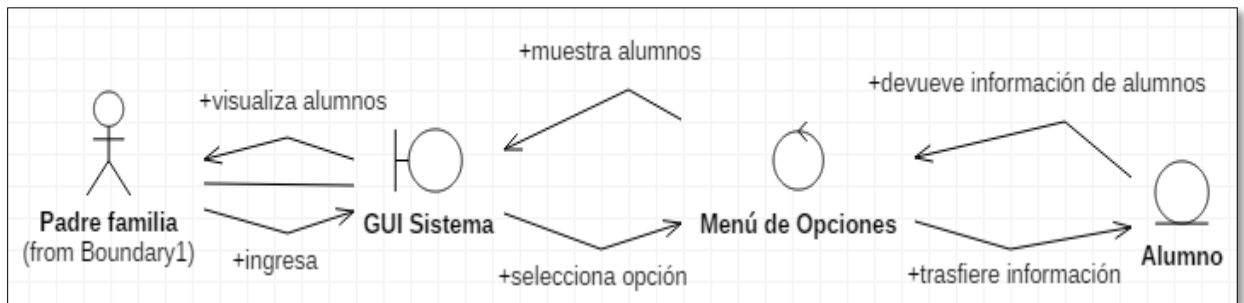 +muestra alumnos
+devueve información de alumnos
+visualiza alumnos
Padre familia
(from Boundary1)
GUI Sistema
Menú de Opciones
Alumno
+ingresa
+selecciona opción
+trasfiere información